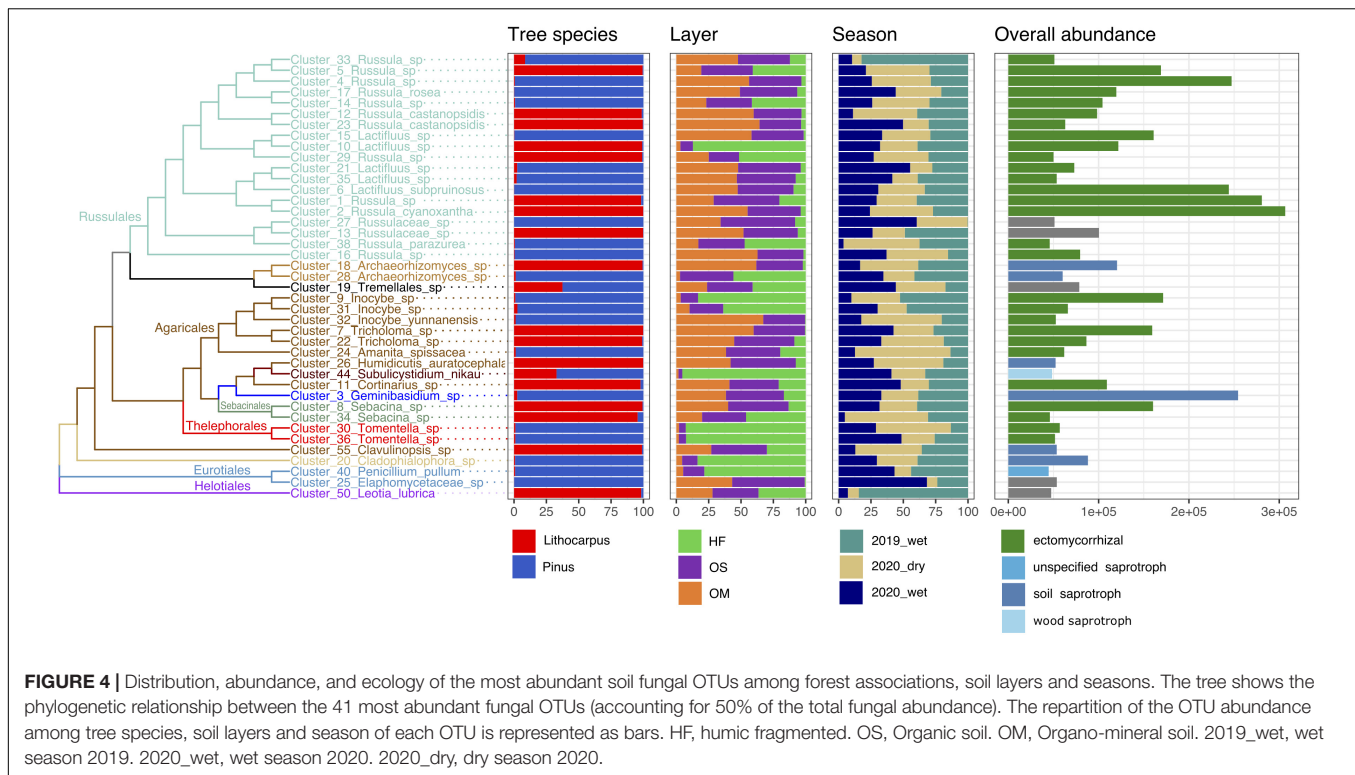 Tree species Layer Season Overall abundance
Cluster_33_Russula_sp
Cluster_5_Russula_sp
Cluster_4_Russula_sp
Cluster_17_Russula_rosea
Cluster_14_Russula_sp
Cluster_12_Russula_castanopsidis
Cluster_23_Russula_castanopsidis
Cluster_15_Lactifluus_sp
Cluster_10_Lactifluus_sp
Cluster_29_Russula_sp
Cluster_21_Lactifluus_sp
Cluster_35_Lactifluus_sp
Cluster_6_Lactifluus_subpruinosus
Cluster_1_Russula_sp
Russulales Cluster_2_Russula_cyanoxantha
Cluster_27_Russulaceae_sp
Cluster_13_Russulaceae_sp
Cluster_38_Russula_parazurea
Cluster_16_Russula_sp
Cluster_18_Archaeorhizomyces_sp
Cluster_28_Archaeorhizomyces_sp
Cluster_19_Tremellales_sp
Cluster_9_Inocybe_sp
Cluster_31_Inocybe_sp
Cluster_32_Inocybe_yunnanensis
Agaricales Cluster_7_Tricholoma_sp
Cluster_22_Tricholoma_sp
Cluster_24_Amanita_spissacea
Cluster_26_Humidicutis_auratocephala
Cluster_44_Subulicystidium_nikau
Cluster_11_Cortinarius_sp
Cluster_3_Geminibasidium_sp
Sebacinales Cluster_8_Sebacina_sp
Cluster_34_Sebacina_sp
Thelephorales Cluster_30_Tomentella_sp
Cluster_36_Tomentella_sp
Cluster_55_Clavulinopsis_sp
Cluster_20_Cladophialophora_sp
Eurotiales Cluster_40_Penicillium_pullum
Cluster_25_Elaphomycetaceae_sp
Helotiales Cluster_50_Leotia_lubrica
0 25 50 75 100 0 25 50 75 100 0 25 50 75 100 0e+00 1e+05 2e+05 3e+05
Lithocarpus HF 2019_wet ectomycorrhizal
Pinus OS 2020_dry unspecified saprotroph
OM 2020_wet soil saprotroph
wood saprotroph
FIGURE 4 | Distribution, abundance, and ecology of the most abundant soil fungal OTUs among forest associations, soil layers and seasons. The tree shows the
phylogenetic relationship between the 41 most abundant fungal OTUs (accounting for 50% of the total fungal abundance). The repartition of the OTU abundance
among tree species, soil layers and season of each OTU is represented as bars. HF, humic fragmented. OS, Organic soil. OM, Organo-mineral soil. 2019_wet, wet
season 2019. 2020_wet, wet season 2020. 2020_dry, dry season 2020.